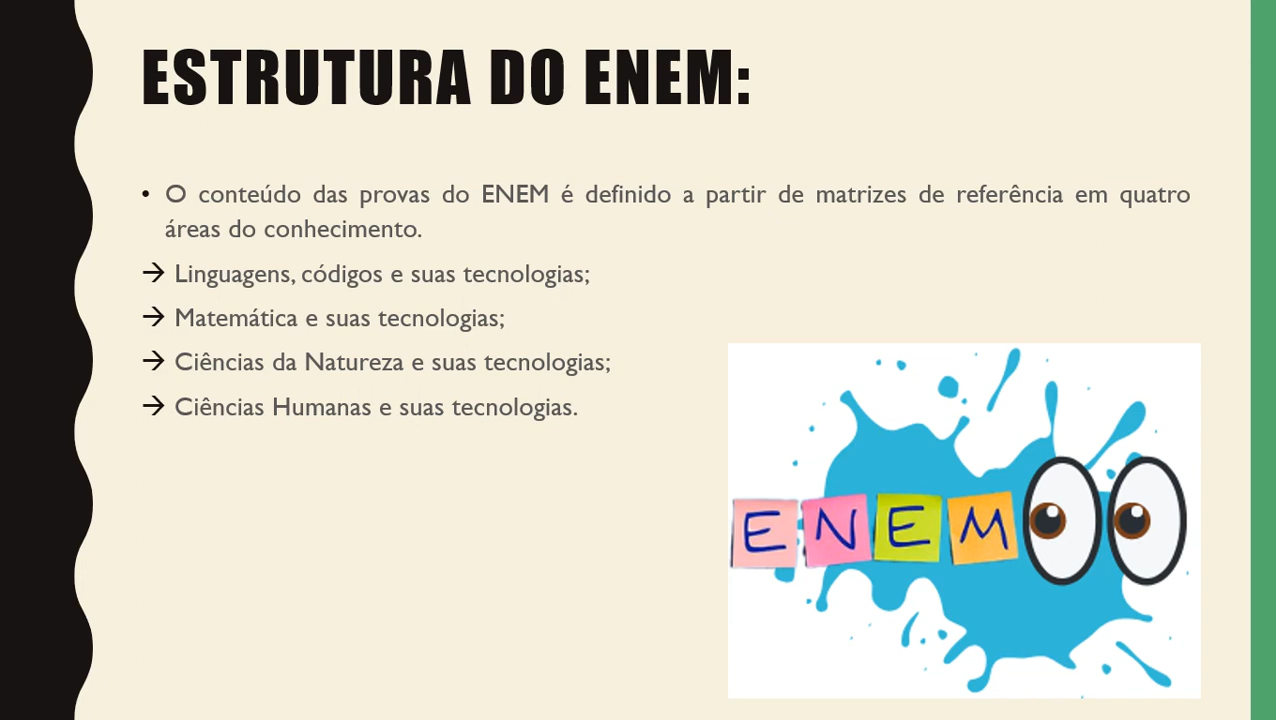 ESTRUTURA DO ENEM:
• O conteúdo das provas do ENEM é definido a partir de matrizes de referência em quatro
áreas do conhecimento.
→ Linguagens, códigos e suas tecnologias;
→ Matemática e suas tecnologias;
→ Ciências da Natureza e suas tecnologias;
→ Ciências Humanas e suas tecnologias.
ENEM